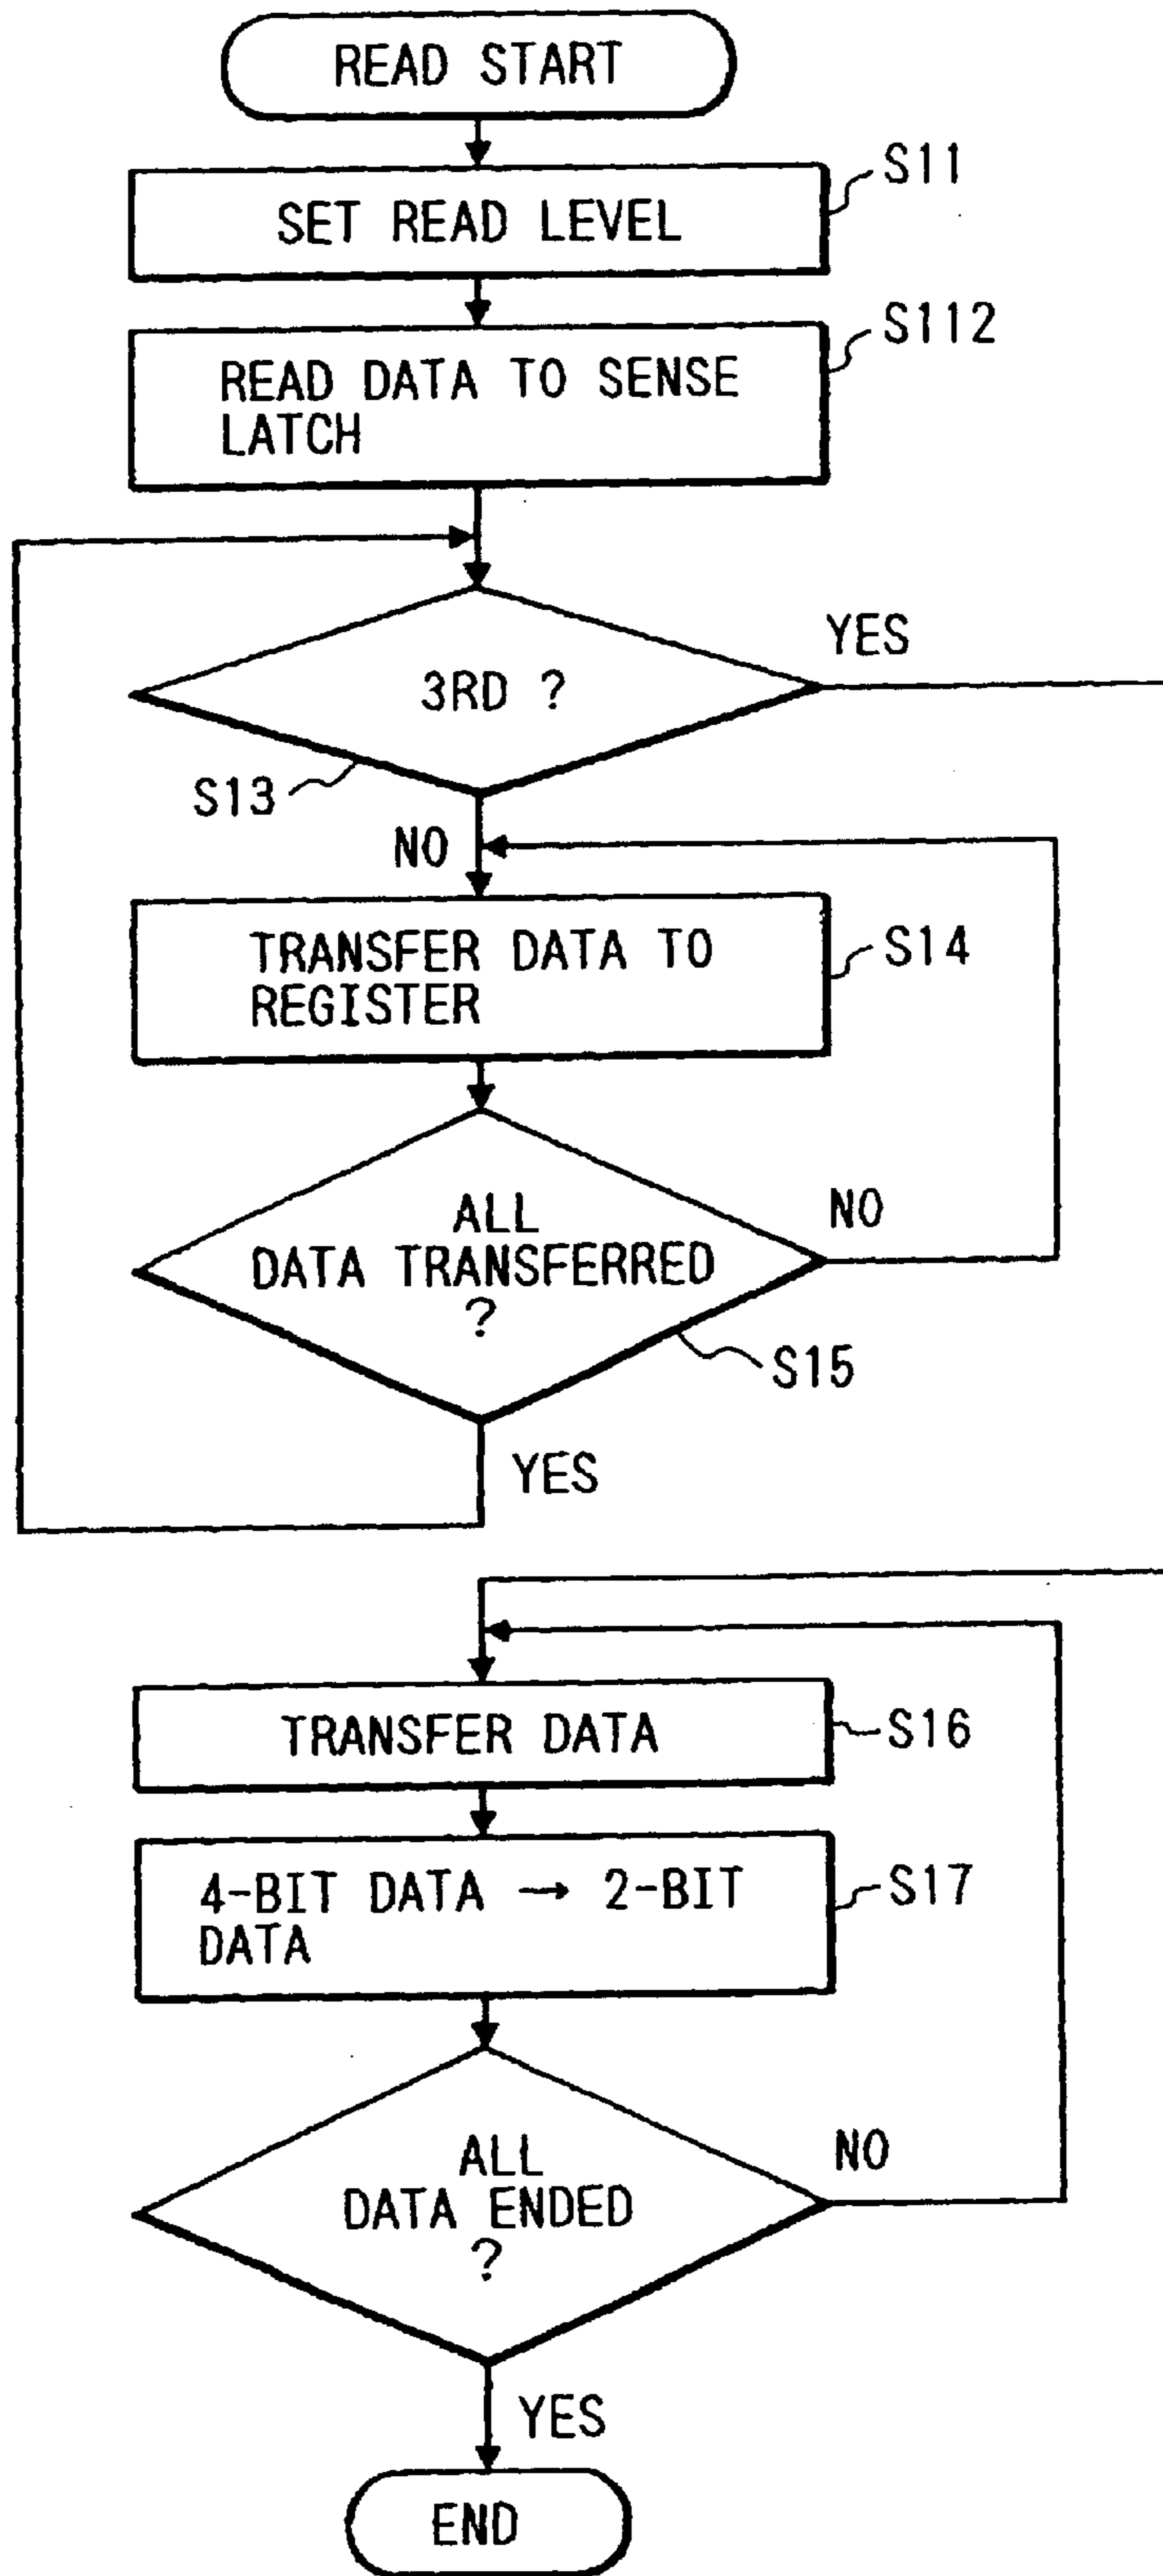 READ START
S11
SET READ LEVEL
S112
READ DATA TO SENSE
LATCH
YES
3RD ?
S13
NO
TRANSFER DATA TO
REGISTER
S14
ALL
DATA TRANSFERRED
?
NO
S15
YES
TRANSFER DATA
S16
4-BIT DATA → 2-BIT
DATA
S17
ALL
DATA ENDED
?
NO
YES
END